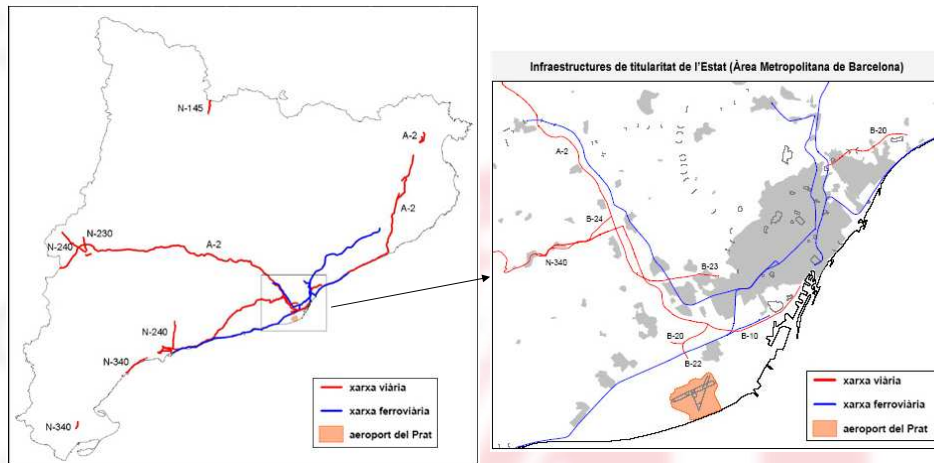 N-145
A-2
A-2
N-230
N-240
A-2
N-240
N-340
N-340
xarxa viària
xarxa ferroviària
aeroport del Prat
Infraestructures de titularitat de l'Estat (Àrea Metropolitana de Barcelona)
B-20
A-2
B-24
N-340
B-23
B-20
B-10
B-22
xarxa viària
xarxa ferroviària
aeroport del Prat